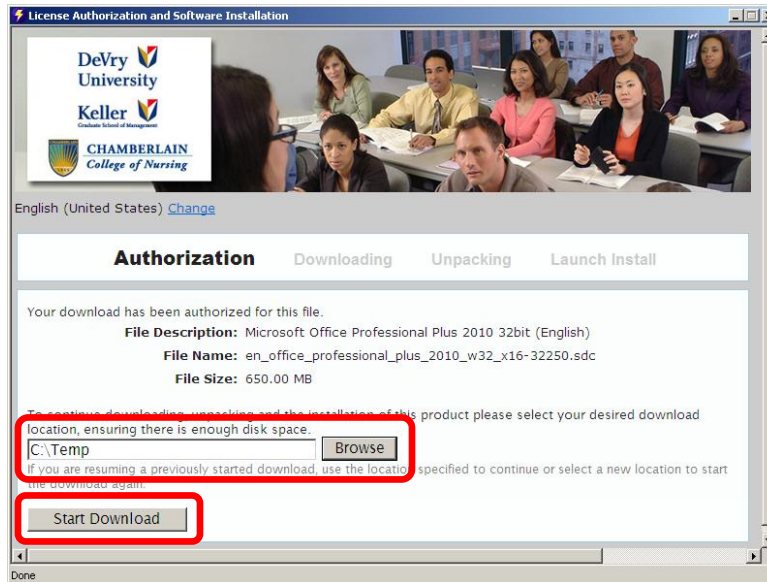 License Authorization and Software Installation
DeVry
University
Keller
Graduate School of Management
CHAMBERLAIN
College of Nursing
English (United States) Change
Authorization Downloading Unpacking Launch Install
Your download has been authorized for this file.
File Description: Microsoft Office Professional Plus 2010 32bit (English)
File Name: en_office_professional_plus_2010_w32_x16-32250.sdc
File Size: 650.00 MB
To continue downloading, unpacking and the installation of this product please select your desired download
location, ensuring there is enough disk space.
C:\Temp Browse
If you are resuming a previously started download, use the location specified to continue or select a new location to start
the download again.
Start Download
Done